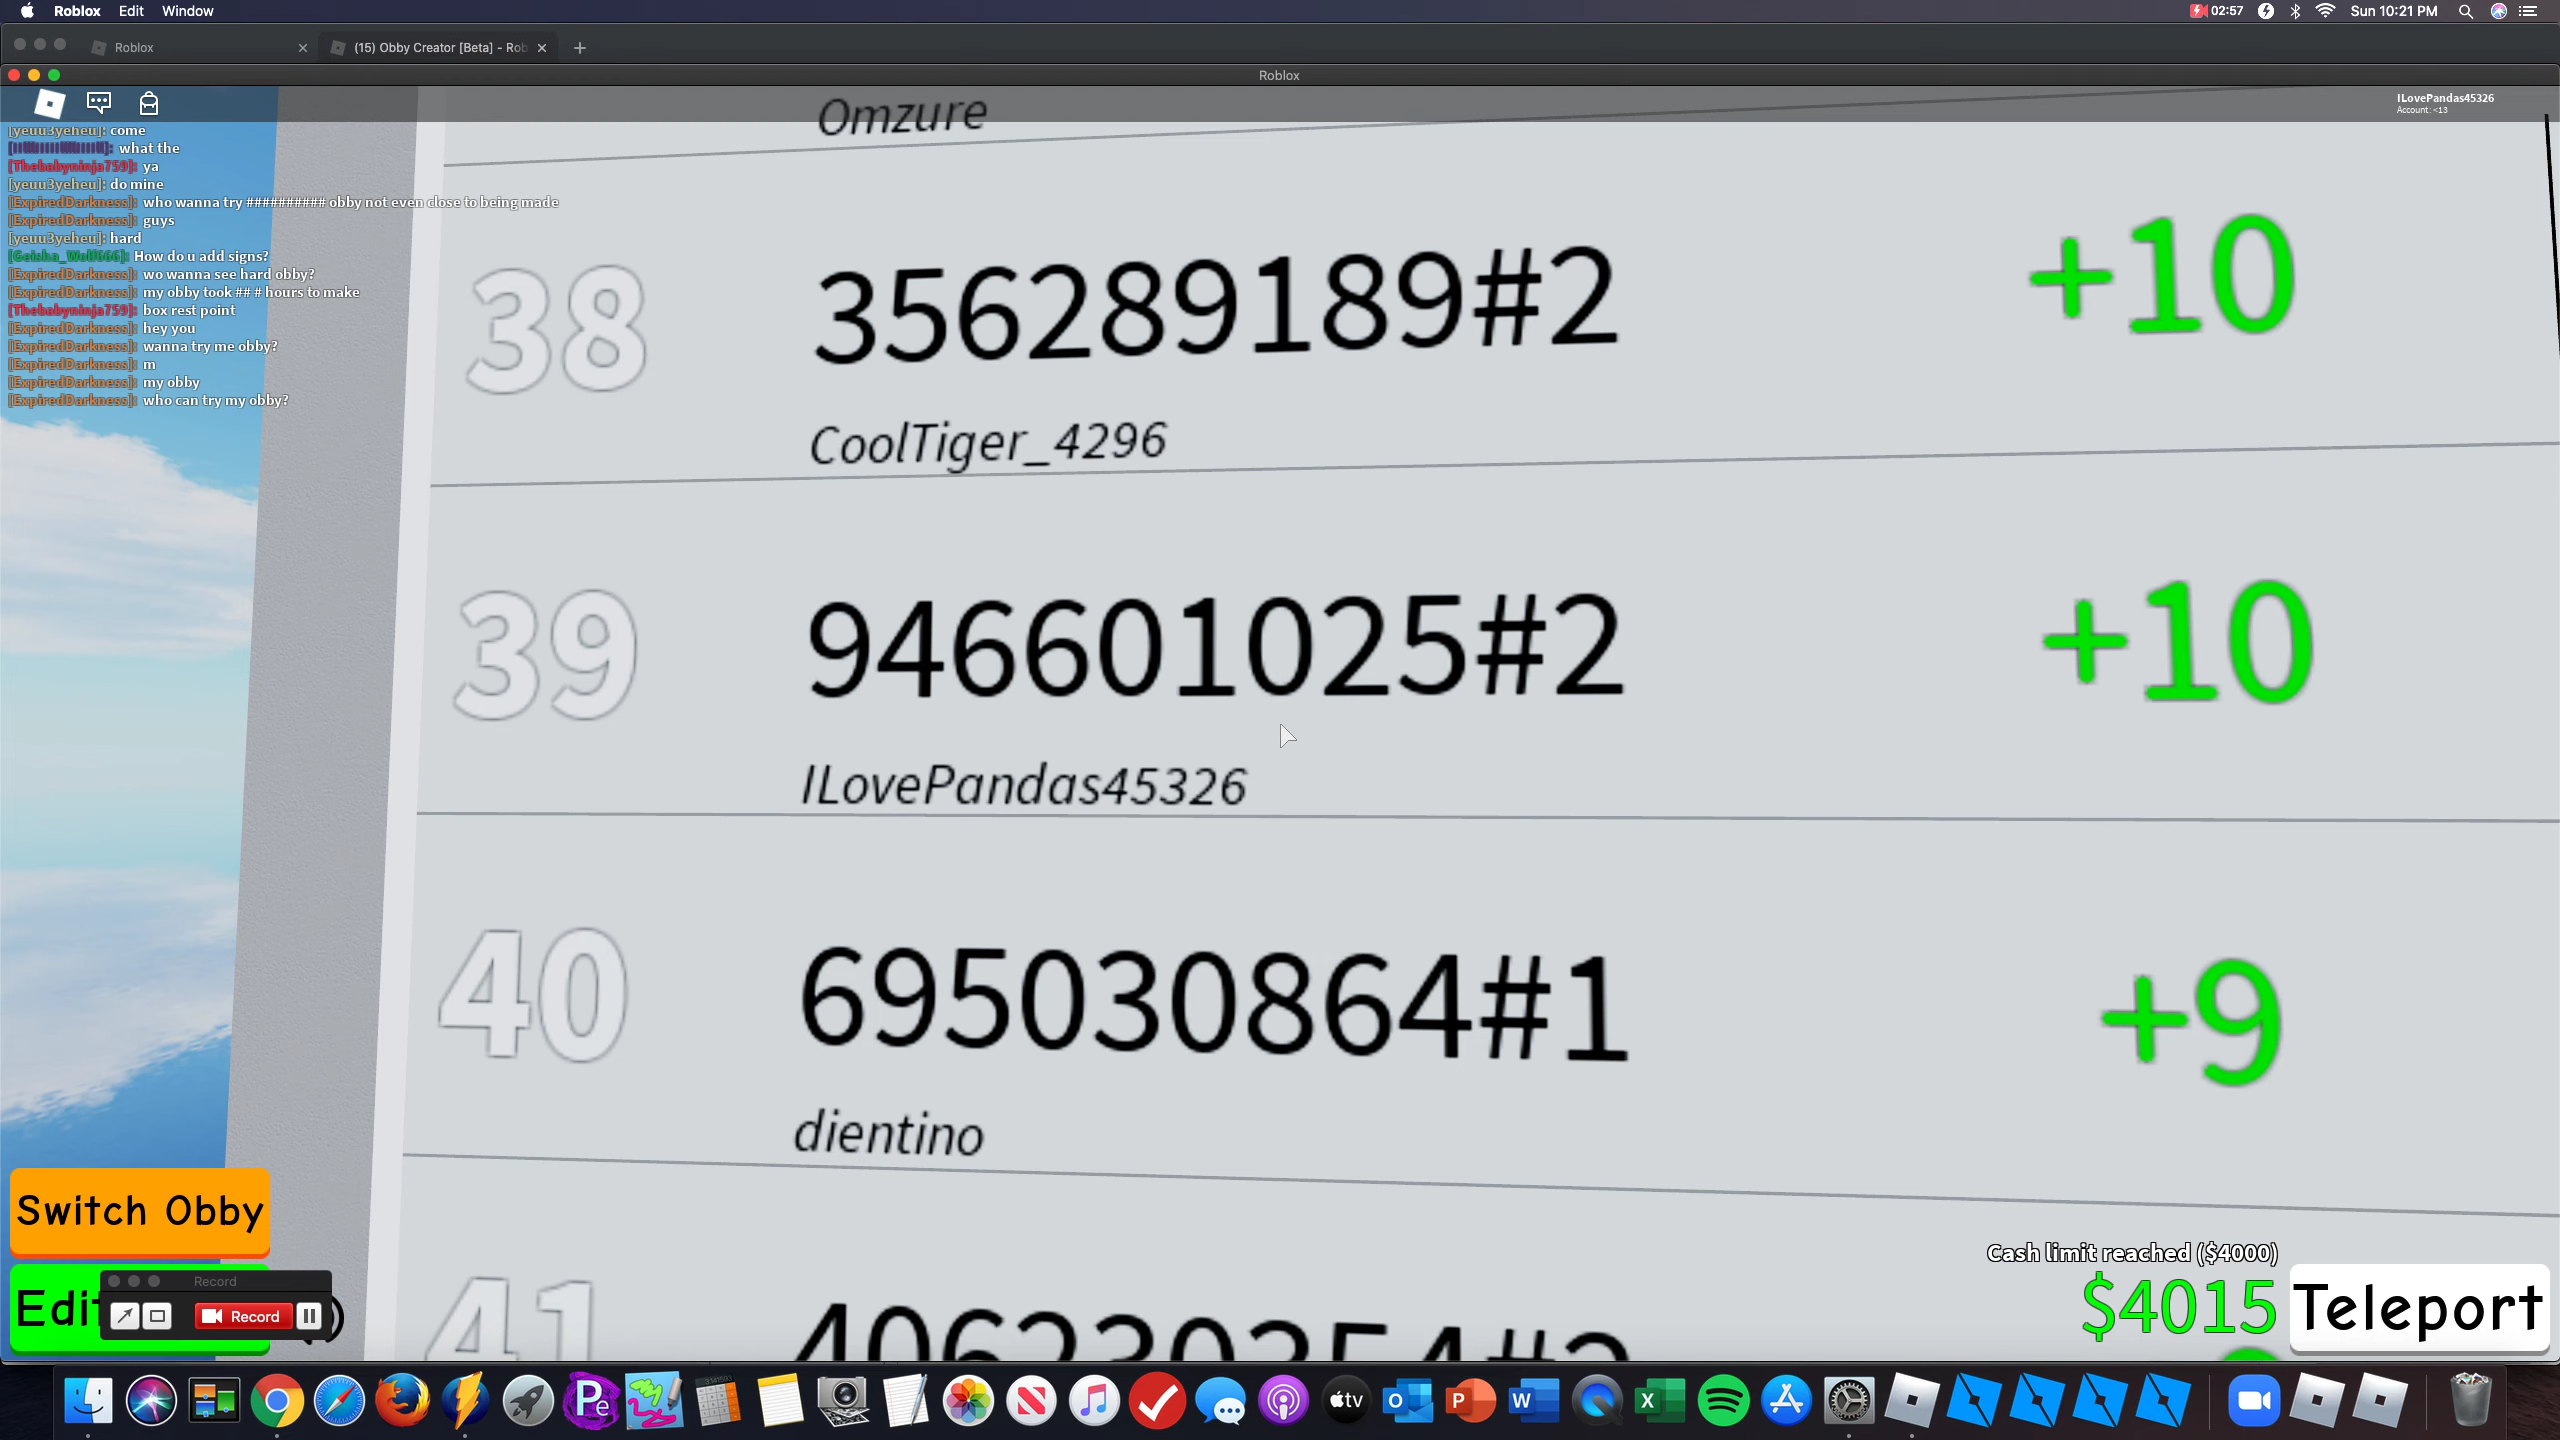 Roblox Edit Window 02:57 Sun 10:21 PM
Roblox (15) Obby Creator [Beta] - Rob
Roblox
ILovePandas45326
Account: <13
Omzure
[yeuu3yeheu]: come
what the
[Thebabyninja759]: ya
[yeuu3yeheu]: do mine
[ExpiredDarkness]: who wanna try ########## obby not even close to being made
[ExpiredDarkness]: guys
[yeuu3yeheu]: hard
[Geisha_Wolf666]: How do u add signs?
[ExpiredDarkness]: wo wanna see hard obby?
[ExpiredDarkness]: my obby took ## # hours to make
[Thebabyninja759]: box rest point
[ExpiredDarkness]: hey you
[ExpiredDarkness]: wanna try me obby?
[ExpiredDarkness]: m
[ExpiredDarkness]: my obby
[ExpiredDarkness]: who can try my obby?
38 356289189#2 +10
CoolTiger_4296
39 946601025#2 +10
ILovePandas45326
40 695030864#1 +9
dientino
41
Switch Obby
Edit
Record
Record
Cash limit reached ($4000)
$4015
Teleport